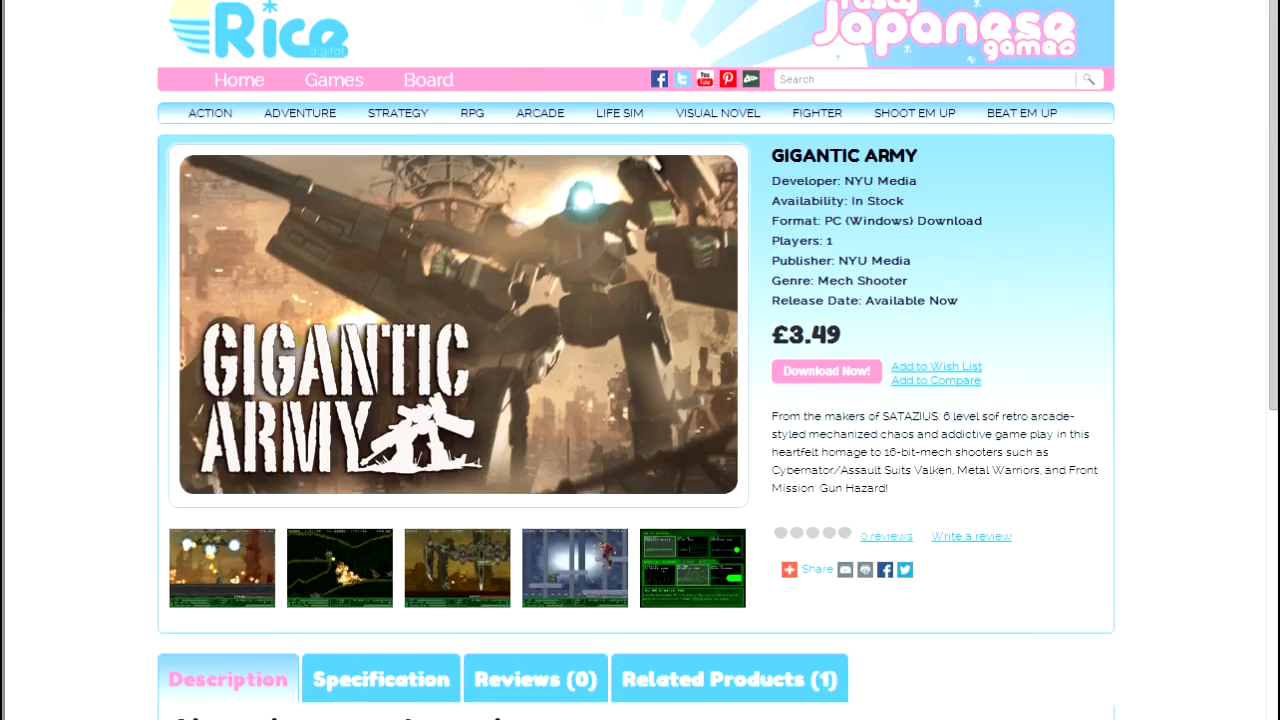 Rice
digital
Tasty
Japanese
games
Home Games Board
Search
ACTION ADVENTURE STRATEGY RPG ARCADE LIFE SIM VISUAL NOVEL FIGHTER SHOOT EM UP BEAT EM UP
GIGANTIC
ARMY
GIGANTIC ARMY
Developer: NYU Media
Availability: In Stock
Format: PC (Windows) Download
Players: 1
Publisher: NYU Media
Genre: Mech Shooter
Release Date: Available Now
£3.49
Download Now!
Add to Wish List
Add to Compare
From the makers of SATAZIUS: 6 level sof retro arcade-
styled mechanized chaos and addictive game play in this
heartfelt homage to 16-bit-mech shooters such as
Cybernator/Assault Suits Valken, Metal Warriors, and Front
Mission: Gun Hazard!
0 reviews Write a review
Share
Description Specification Reviews (0) Related Products (1)